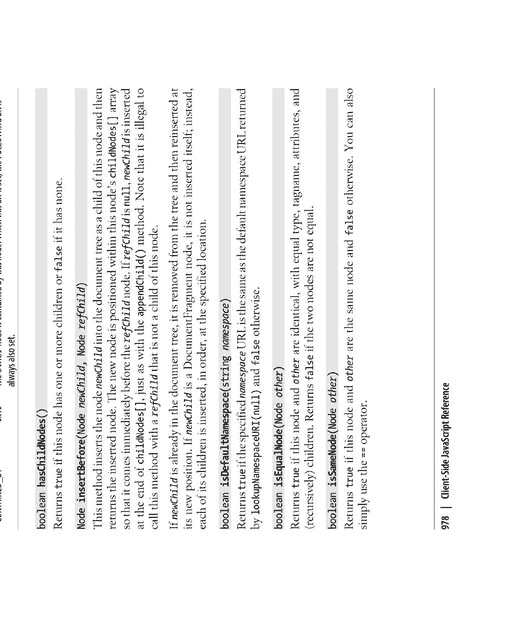 always also set.
boolean hasChildNodes()
Returns true if this node has one or more children or false if it has none.
Node insertBefore(Node newChild, Node refChild)
This method inserts the node newChild into the document tree as a child of this node and then
returns the inserted node. The new node is positioned within this node's childNodes[] array
so that it comes immediately before the refChild node. If refChild is null, newChild is inserted
at the end of childNodes[], just as with the appendChild() method. Note that it is illegal to
call this method with a refChild that is not a child of this node.
If newChild is already in the document tree, it is removed from the tree and then reinserted at
its new position. If newChild is a DocumentFragment node, it is not inserted itself; instead,
each of its children is inserted, in order, at the specified location.
boolean isDefaultNamespace(string namespace)
Returns true if the specified namespace URL is the same as the default namespace URL returned
by lookupNamespaceURI(null) and false otherwise.
boolean isEqualNode(Node other)
Returns true if this node and other are identical, with equal type, tagname, attributes, and
(recursively) children. Returns false if the two nodes are not equal.
boolean isSameNode(Node other)
Returns true if this node and other are the same node and false otherwise. You can also
simply use the == operator.
978 | Client-Side JavaScript Reference